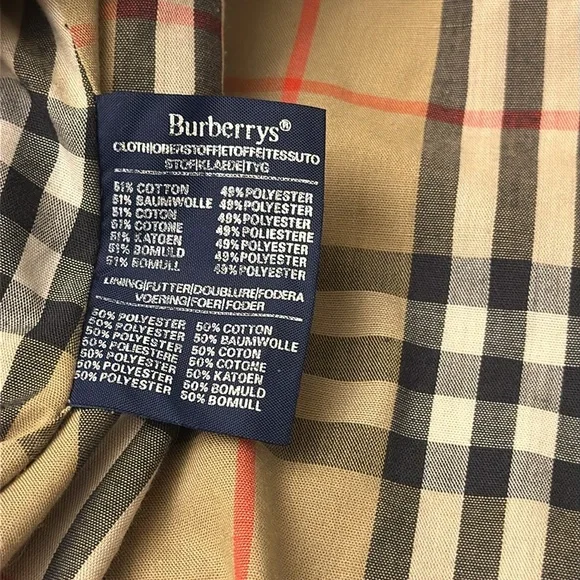 Burberrys®
CLOTH/OBERSTOFF/ETOFFE/TESSUTO
STOF/KLAEDE/TYG
51% COTTON 49% POLYESTER
51% BAUMWOLLE 49% POLYESTER
51% COTON 49% POLYESTER
51% COTONE 49% POLIESTERE
51% KATOEN 49% POLYESTER
51% BOMULD 49% POLYESTER
51% BOMULL 49% POLYESTER
LINING/FUTTER/DOUBLURE/FODERA
VOERING/FOER/FODER
50% POLYESTER 50% COTTON
50% POLYESTER 50% BAUMWOLLE
50% POLYESTER 50% COTON
50% POLIESTERE 50% COTONE
50% POLYESTER 50% KATOEN
50% POLYESTER 50% BOMULD
50% POLYESTER 50% BOMULL